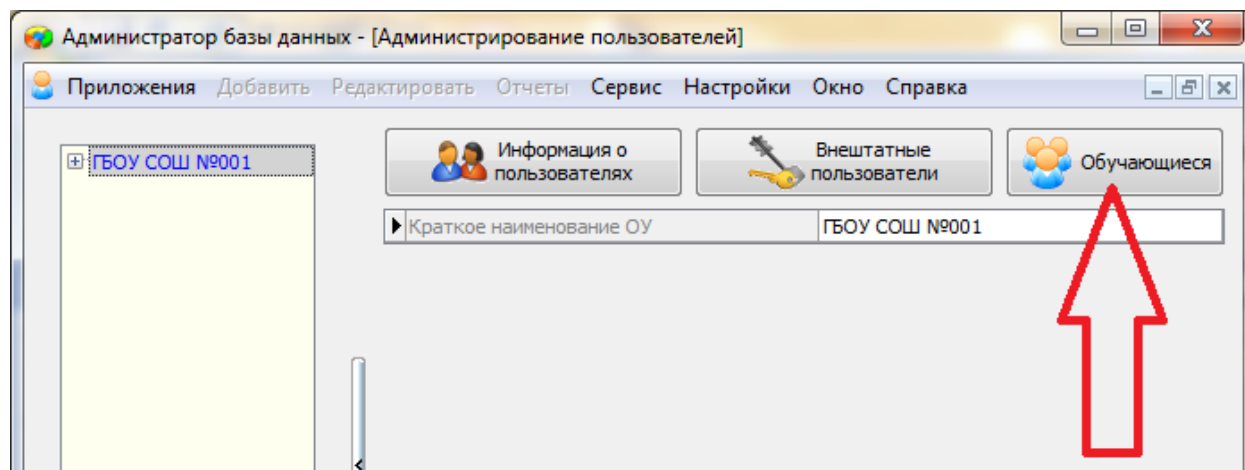 Администратор базы данных - [Администрирование пользователей]
Приложения Добавить Редактировать Отчеты Сервис Настройки Окно Справка
ГБОУ СОШ №001
Информация о
пользователях
Внештатные
пользователи
Обучающиеся
Краткое наименование ОУ
ГБОУ СОШ №001